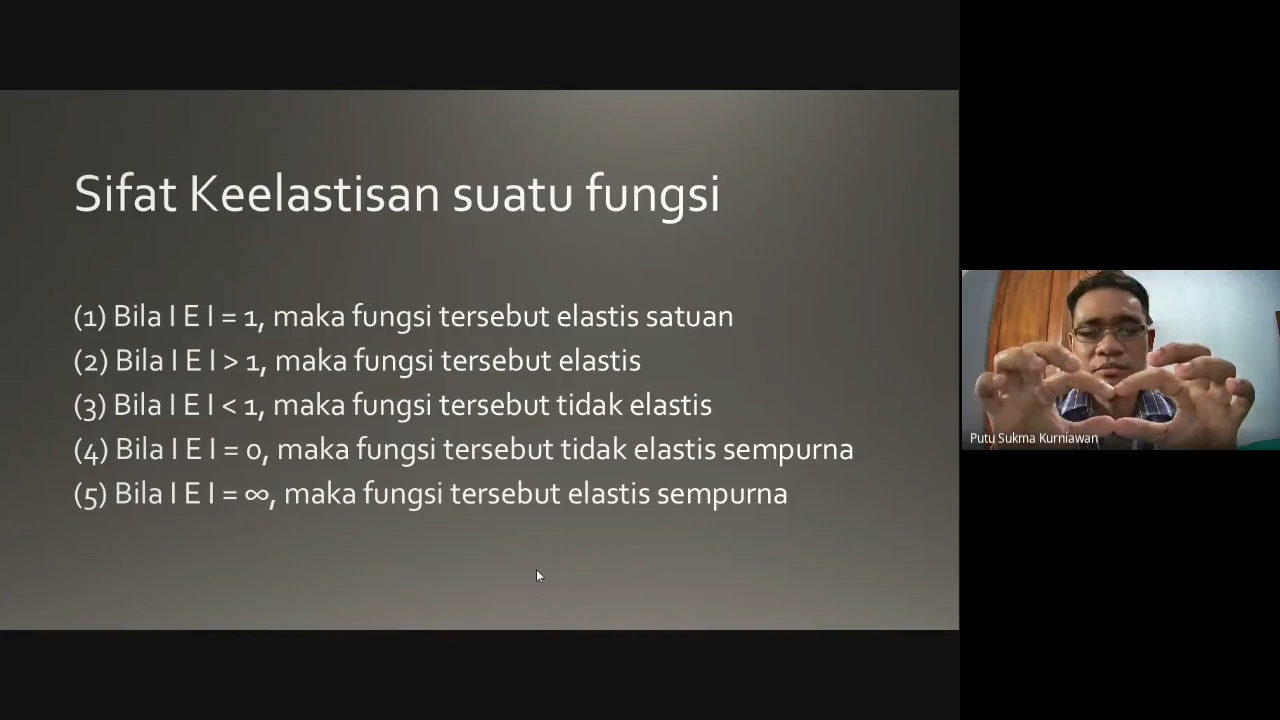 Sifat Keelastisan suatu fungsi
(1) Bila I E I = 1, maka fungsi tersebut elastis satuan
(2) Bila I E I > 1, maka fungsi tersebut elastis
(3) Bila I E I < 1, maka fungsi tersebut tidak elastis
(4) Bila I E I = 0, maka fungsi tersebut tidak elastis sempurna
(5) Bila I E I = ∞, maka fungsi tersebut elastis sempurna
Putu Sukma Kurniawan